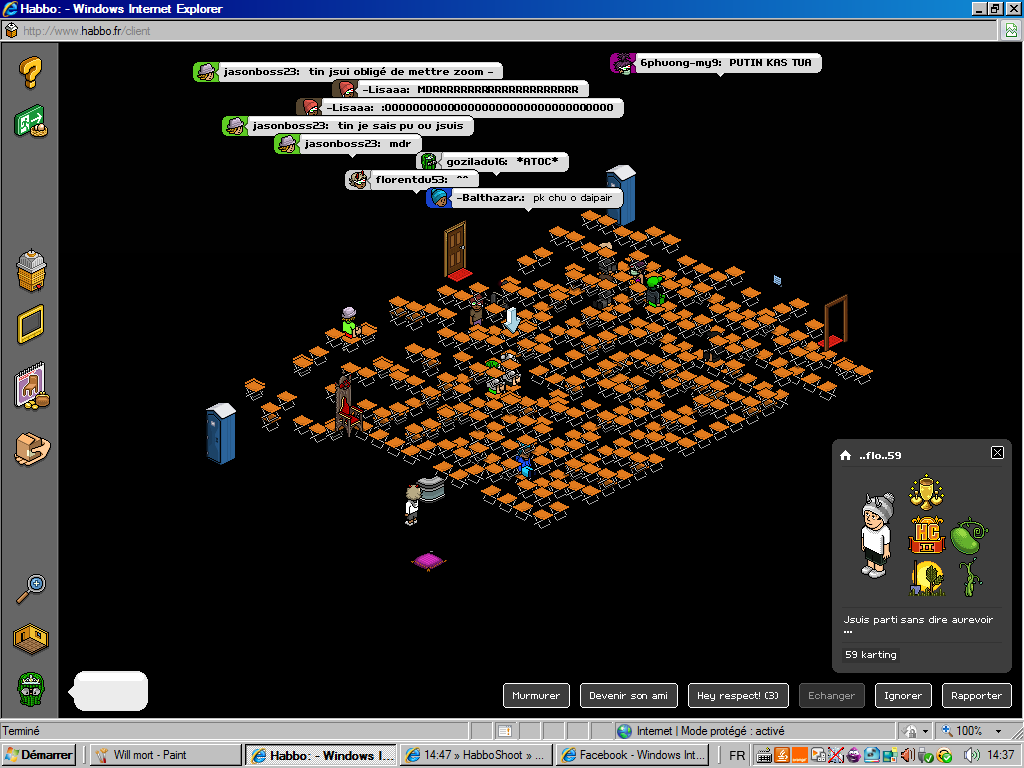 Habbo: - Windows Internet Explorer
http://www.habbo.fr/client
jasonboss23: tin jsui obligé de mettre zoom -
6phuong-my9: PUTIN KAS TUA
-Lisaaa: MDRRRRRRRRRRRRRRRRRRRRRRR
-Lisaaa: :OOOOOOOOOOOOOOOOOOOOOOOOOOOOOOOOO
jasonboss23: tin je sais pu ou jsuis
jasonboss23: mdr
goziladu16: *ATOC*
florentdu53: ^^
-Balthazar.: pk chu o daipair
..flo..59
HC
II
Jsuis parti sans dire aurevoir
...
59 karting
Murmurer Devenir son ami Hey respect! (3) Echanger Ignorer Rapporter
Terminé Internet | Mode protégé : activé 100%
Démarrer Will mort - Paint Habbo: - Windows I... 14:47 » HabboShoot » ... Facebook - Windows Int... FR 14:37